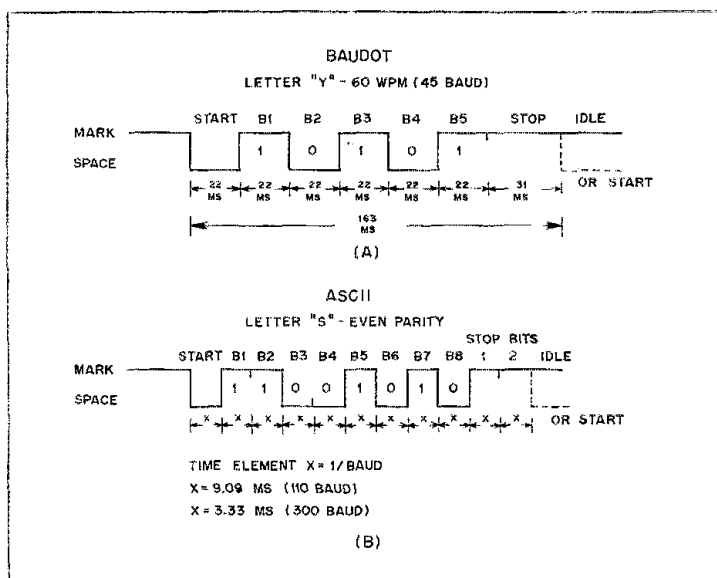 BAUDOT
LETTER "Y" - 60 WPM (45 BAUD)
START B1 B2 B3 B4 B5 STOP IDLE
MARK
1 0 1 0 1
SPACE
OR START
22 MS 22 MS 22 MS 22 MS 22 MS 22 MS 31 MS
163 MS
(A)
ASCII
LETTER "S" - EVEN PARITY
STOP BITS
START B1 B2 B3 B4 B5 B6 B7 B8 1 2 IDLE
MARK
1 1 0 0 1 0 1 0
SPACE
OR START
X X X X X X X X X X X
TIME ELEMENT X = 1/BAUD
X = 9.09 MS (110 BAUD)
X = 3.33 MS (300 BAUD)
(B)